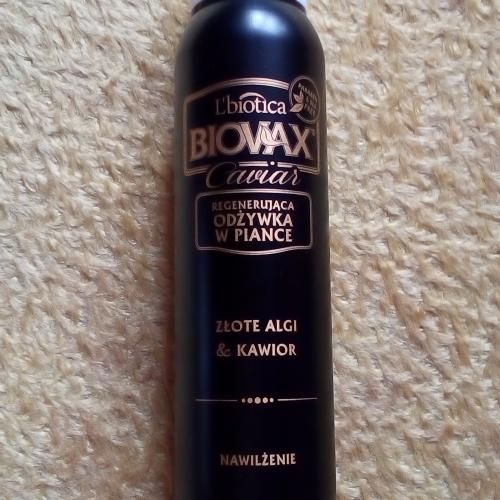 L'biotica
BIOVAX
Caviar
REGENERUJĄCA
ODŻYWKA
W PIANCE
ZŁOTE ALGI
& KAWIOR
NAWILŻENIE